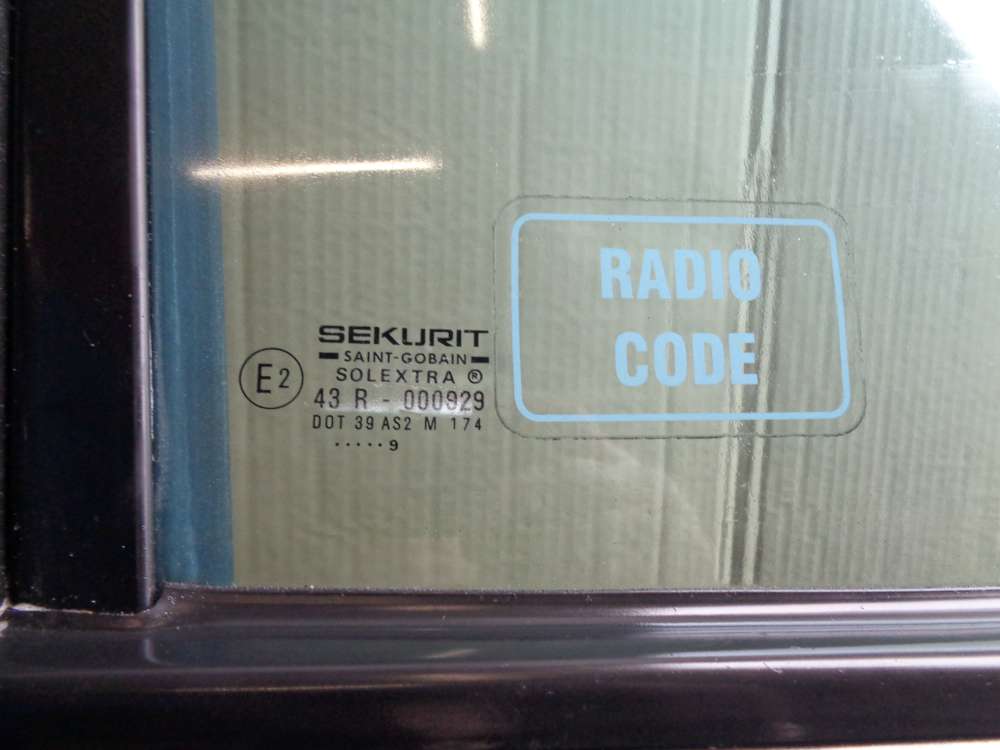 SEKURIT
SAINT-GOBAIN
SOLEXTRA ®
E2
43 R - 000929
DOT 39 AS2 M 174
.....9
RADIO
CODE